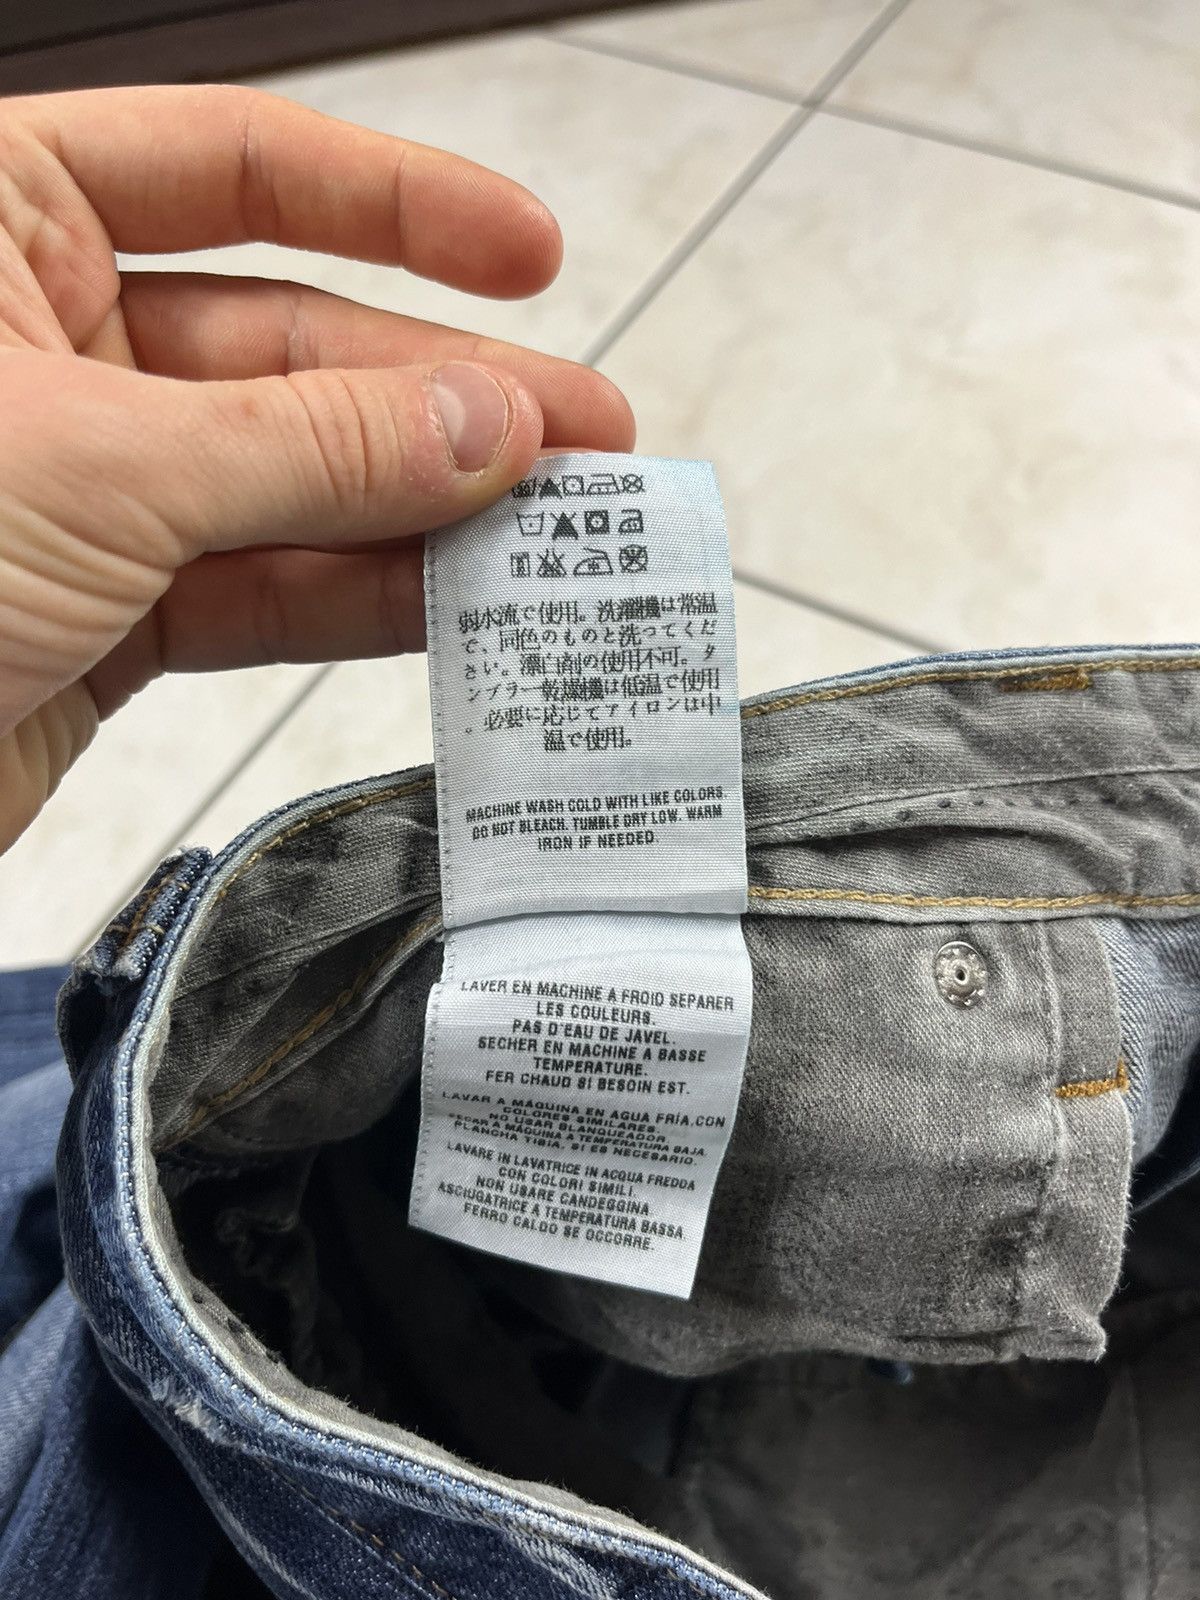 弱水流で使用。洗濯機は常温
で、同色のものと洗ってくだ
さい。漂白剤の使用不可。タ
ンブラー乾燥機は低温で使用
。必要に応じてアイロンは中
温で使用。
MACHINE WASH COLD WITH LIKE COLORS
DO NOT BLEACH. TUMBLE DRY LOW. WARM
IRON IF NEEDED.
LAVER EN MACHINE A FROID SEPARER
LES COULEURS.
PAS D'EAU DE JAVEL.
SECHER EN MACHINE A BASSE
TEMPERATURE.
FER CHAUD SI BESOIN EST.
LAVAR A MAQUINA EN AGUA FRÍA CON
COLORES SIMILARES.
NO USAR BLANQUEADOR
SECAR A MAQUINA A TEMPERATURA BAJA.
PLANCHA TIBIA, SI ES NECESARIO.
LAVARE IN LAVATRICE IN ACQUA FREDDA
CON COLORI SIMILI.
NON USARE CANDEGGINA
ASCIUGATRICE A TEMPERATURA BASSA
FERRO CALDO SE OCCORRE.